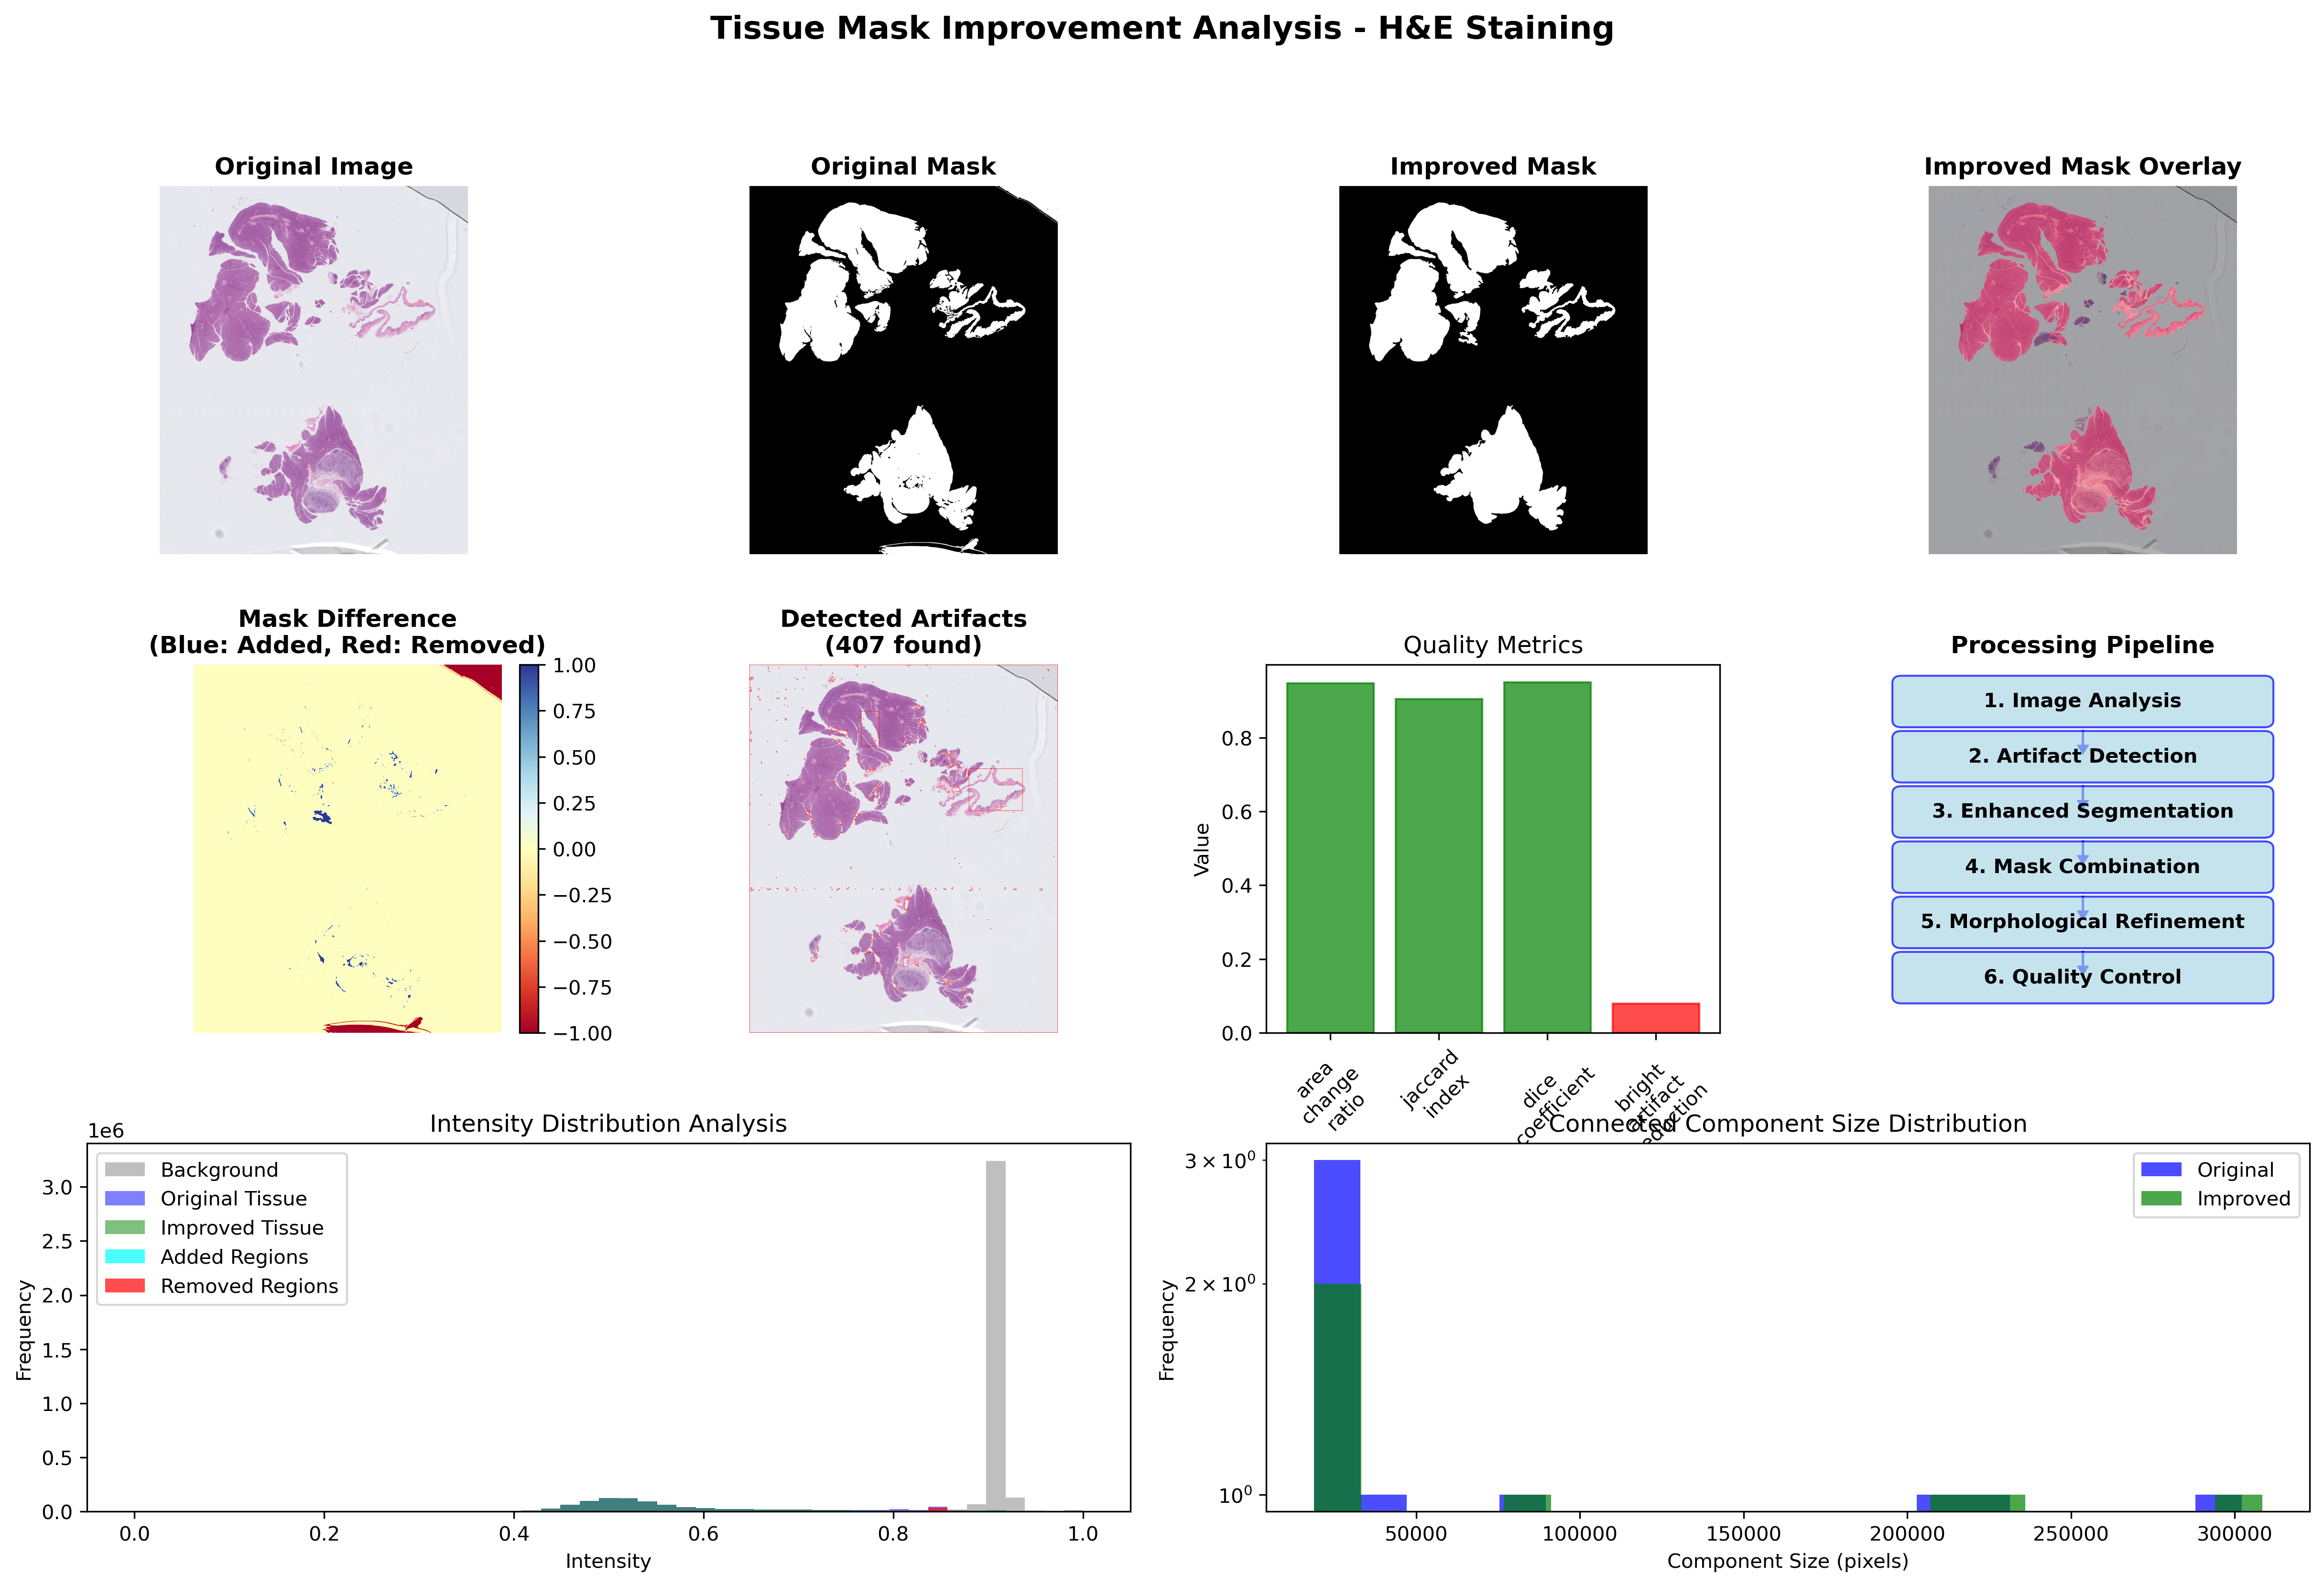 Tissue Mask Improvement Analysis - H&E Staining
Original Image
Original Mask
Improved Mask
Improved Mask Overlay
Mask Difference
(Blue: Added, Red: Removed)
1.00
0.75
0.50
0.25
0.00
−0.25
−0.50
−0.75
−1.00
Detected Artifacts
(407 found)
Quality Metrics
Value
0.8
0.6
0.4
0.2
0.0
area
change
ratio
jaccard
index
dice
coefficient
bright
artifact
Processing Pipeline
1. Image Analysis
2. Artifact Detection
3. Enhanced Segmentation
4. Mask Combination
5. Morphological Refinement
6. Quality Control
Intensity Distribution Analysis
1e6
Frequency
3.0
2.5
2.0
1.5
1.0
0.5
0.0
Background
Original Tissue
Improved Tissue
Added Regions
Removed Regions
0.0
0.2
0.4
0.6
0.8
1.0
Intensity
Connected Component Size Distribution
Frequency
3 × 10⁰
2 × 10⁰
10⁰
Original
Improved
50000
100000
150000
200000
250000
300000
Component Size (pixels)